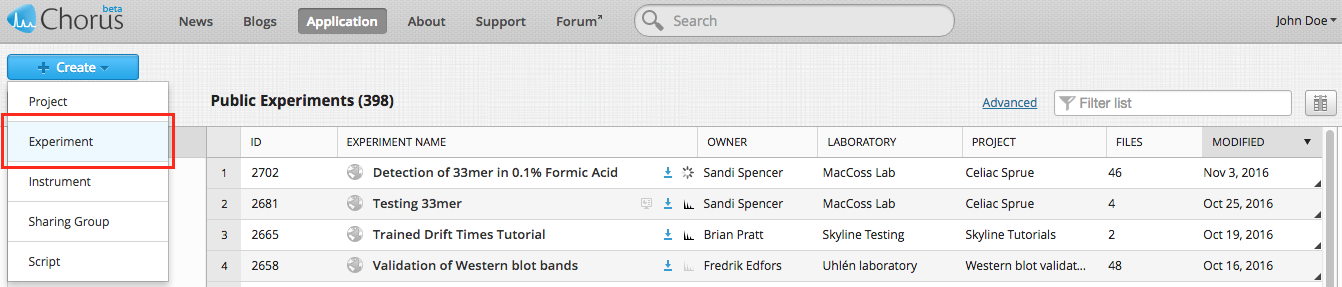 beta
Chorus
News Blogs Application About Support Forum↗ Search John Doe
+ Create
Project
Experiment
Instrument
Sharing Group
Script
Public Experiments (398) Advanced Filter list
ID EXPERIMENT NAME OWNER LABORATORY PROJECT FILES MODIFIED
1 2702 Detection of 33mer in 0.1% Formic Acid Sandi Spencer MacCoss Lab Celiac Sprue 46 Nov 3, 2016
2 2681 Testing 33mer Sandi Spencer MacCoss Lab Celiac Sprue 4 Oct 25, 2016
3 2665 Trained Drift Times Tutorial Brian Pratt Skyline Testing Skyline Tutorials 2 Oct 19, 2016
4 2658 Validation of Western blot bands Fredrik Edfors Uhlén laboratory Western blot validat... 48 Oct 16, 2016